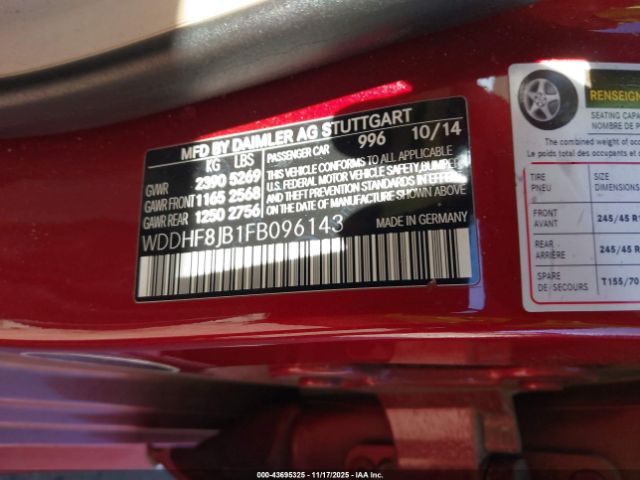 MFD BY DAIMLER AG STUTTGART
KG LBS PASSENGER CAR 996 10/14
GVWR 2390 5269
GAWR FRONT 1165 2568
GAWR REAR 1250 2756
THIS VEHICLE CONFORMS TO ALL APPLICABLE
U.S. FEDERAL MOTOR VEHICLE SAFETY, BUMPER,
AND THEFT PREVENTION STANDARDS IN EFFECT
ON THE DATE OF MANUFACTURE SHOWN ABOVE
WDDHF8JB1FB096143
MADE IN GERMANY
RENSEIGN
SEATING CAPA
NOMBRE DE P
The combined weight of occu
Le poids total des occupants et du
TIRE
PNEU
SIZE
DIMENSIONS
FRONT
AVANT
245/45 R1
REAR
ARRIÈRE
245/45 R
SPARE
DE SECOURS
T155/70
000-43695325 - 11/17/2025 - IAA Inc.